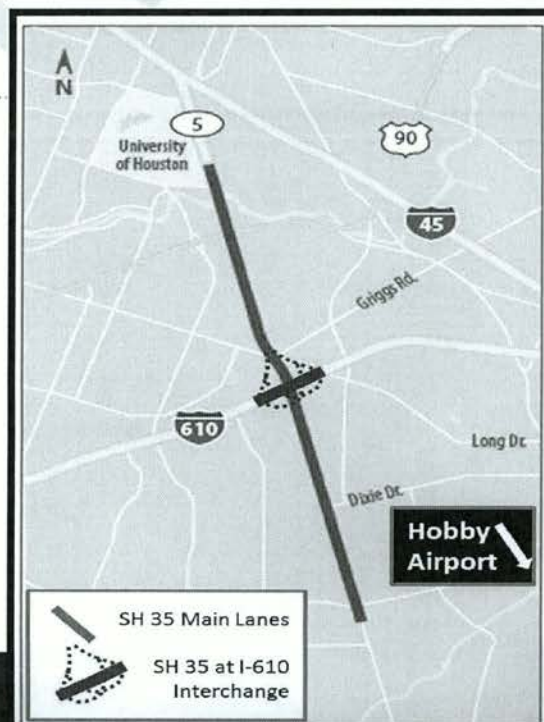 N
5
University
of Houston
90
45
Griggs Rd.
610
Long Dr.
Dixie Dr.
Hobby
Airport
SH 35 Main Lanes
SH 35 at I-610
Interchange